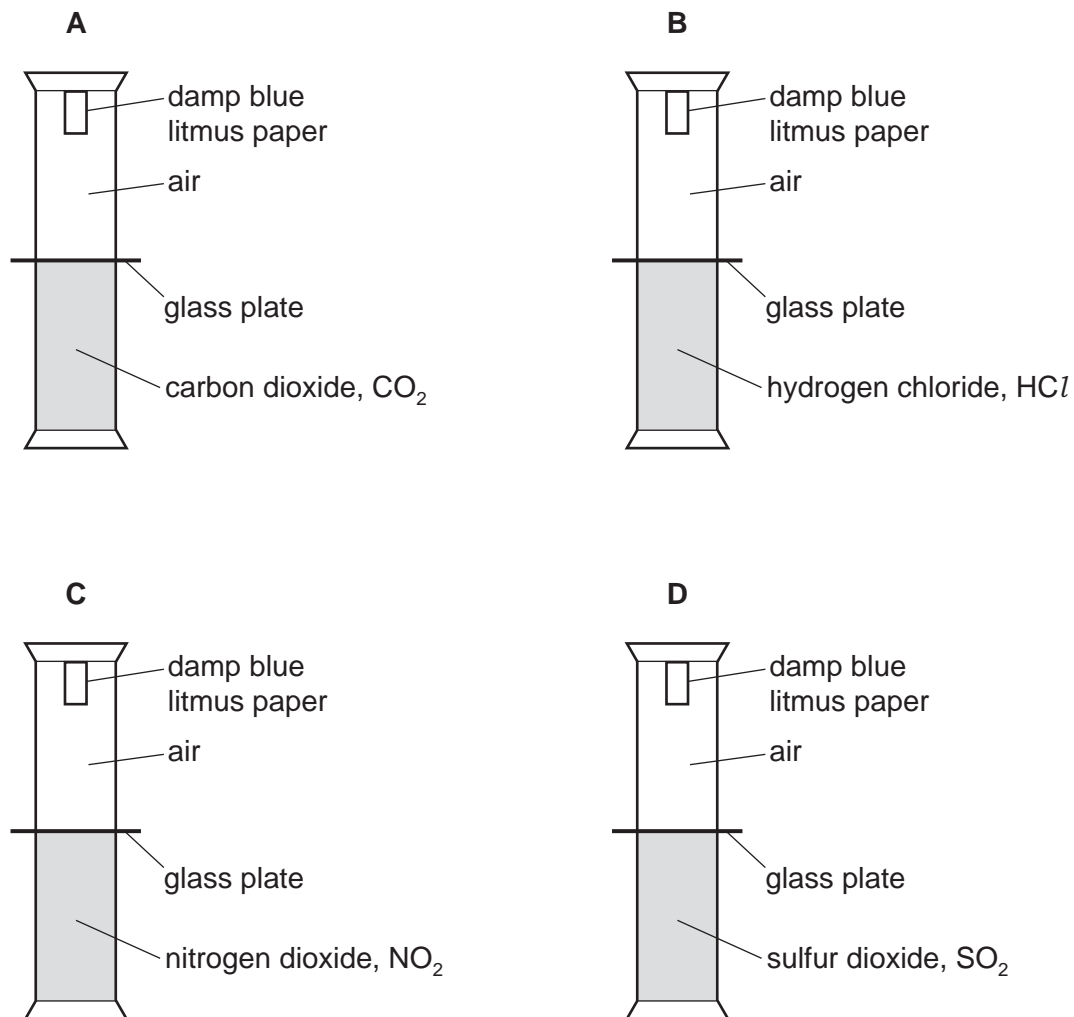 A
damp blue
litmus paper
air
glass plate
carbon dioxide, CO₂
B
damp blue
litmus paper
air
glass plate
hydrogen chloride, HCl
C
damp blue
litmus paper
air
glass plate
nitrogen dioxide, NO₂
D
damp blue
litmus paper
air
glass plate
sulfur dioxide, SO₂